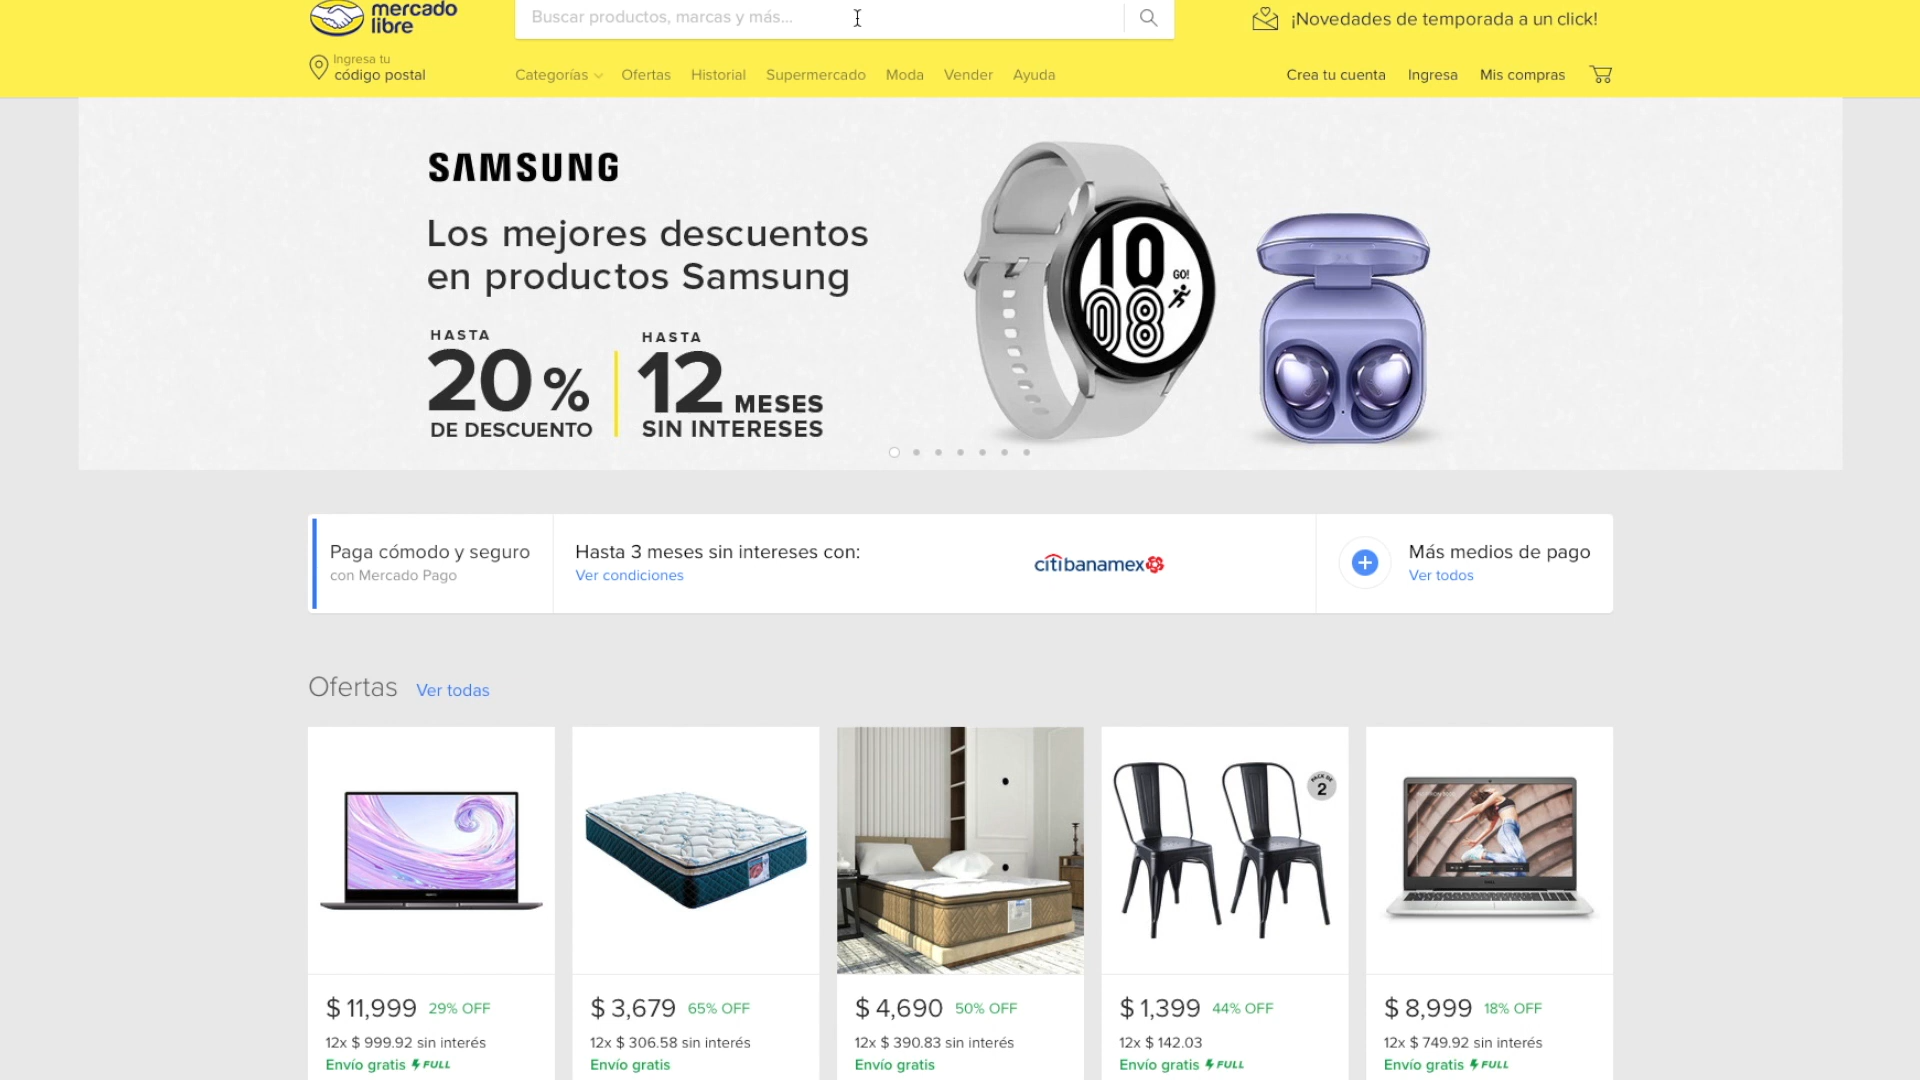 mercado
libre
Buscar productos, marcas y más...
¡Novedades de temporada a un click!
Ingresa tu
código postal
Categorías Ofertas Historial Supermercado Moda Vender Ayuda
Crea tu cuenta Ingresa Mis compras
SAMSUNG
Los mejores descuentos
en productos Samsung
HASTA
20%
DE DESCUENTO
HASTA
12 MESES
SIN INTERESES
10
08
GO!
Paga cómodo y seguro
con Mercado Pago
Hasta 3 meses sin intereses con:
Ver condiciones
citibanamex
Más medios de pago
Ver todos
Ofertas Ver todas
PACK DE
2
$ 11,999 29% OFF
12x $ 999.92 sin interés
Envío gratis FULL
$ 3,679 65% OFF
12x $ 306.58 sin interés
Envío gratis
$ 4,690 50% OFF
12x $ 390.83 sin interés
Envío gratis
$ 1,399 44% OFF
12x $ 142.03
Envío gratis FULL
$ 8,999 18% OFF
12x $ 749.92 sin interés
Envío gratis FULL